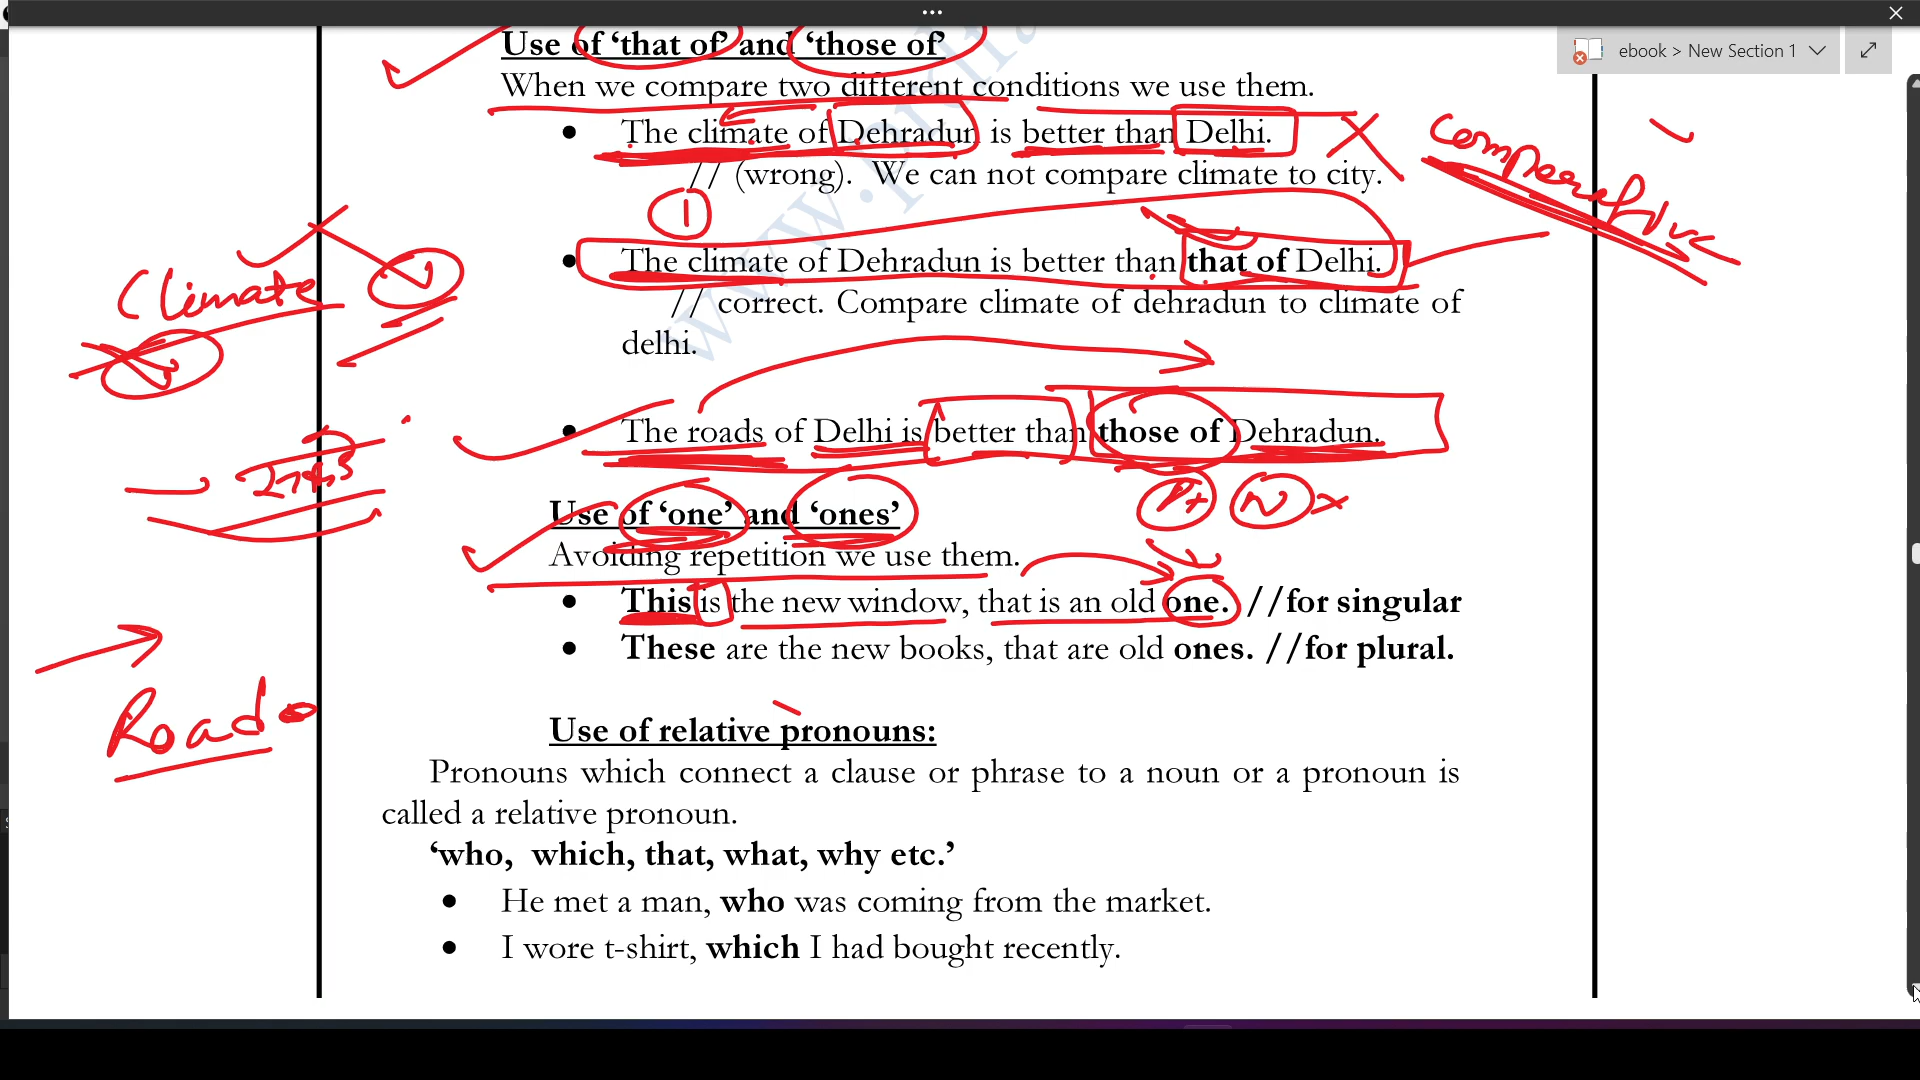 ebook > New Section 1
Use of ‘that of’ and ‘those of’
When we compare two different conditions we use them.
• The climate of Dehradun is better than Delhi.
// (wrong). We can not compare climate to city.
Comparative
1
• The climate of Dehradun is better than that of Delhi.
Climate
// correct. Compare climate of dehradun to climate of
delhi.
• The roads of Delhi is better than those of Dehradun.
Use of ‘one’ and ‘ones’
Avoiding repetition we use them.
• This is the new window, that is an old one. //for singular
• These are the new books, that are old ones. //for plural.
Road
Use of relative pronouns:
Pronouns which connect a clause or phrase to a noun or a pronoun is
called a relative pronoun.
‘who, which, that, what, why etc.’
• He met a man, who was coming from the market.
• I wore t-shirt, which I had bought recently.